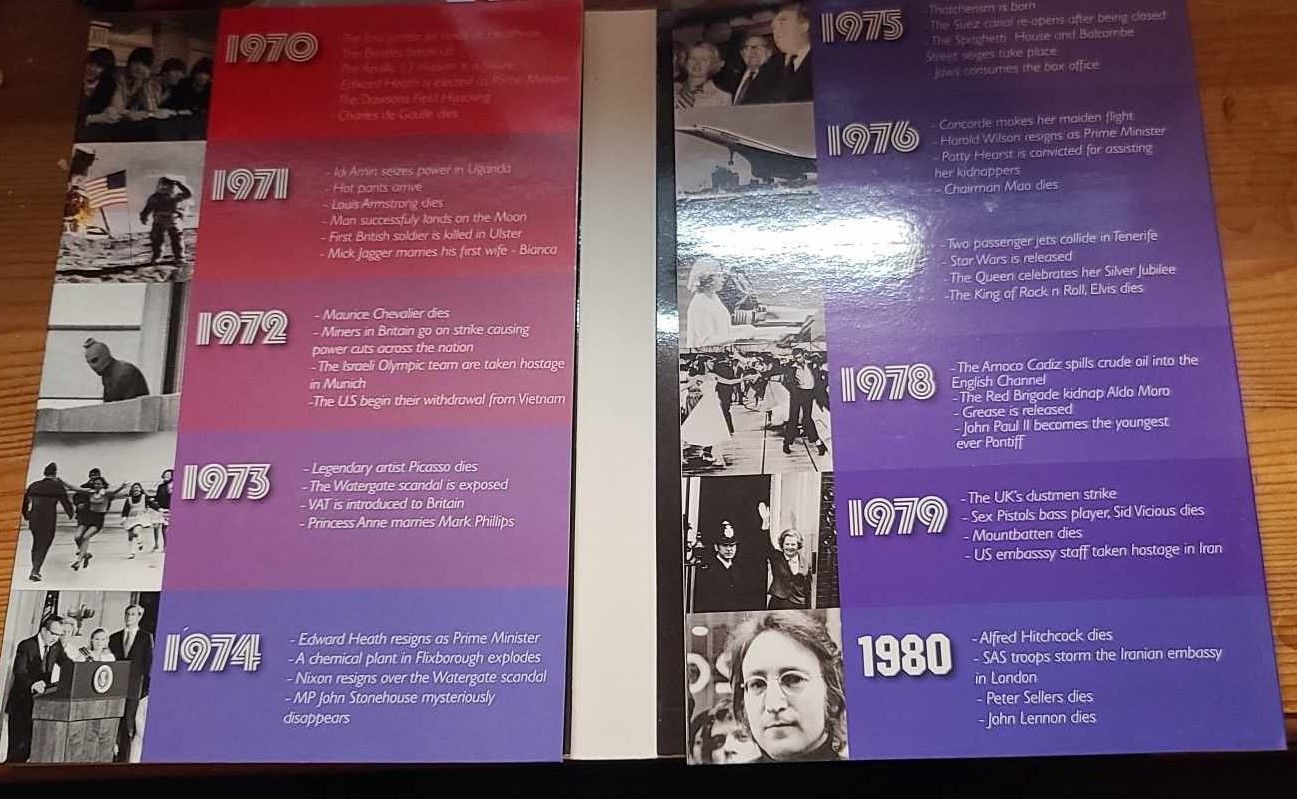 1970
The Beatles break up
Edward Heath is elected as Prime Minister
- The Dawsons Field Hijacking
- Charles de Gaulle dies
1971
- Idi Amin seizes power in Uganda
- Hot pants arrive
- Louis Armstrong dies
- Man successfuly lands on the Moon
- First British soldier is killed in Ulster
- Mick Jagger marries his first wife - Bianca
1972
- Maurice Chevalier dies
- Miners in Britain go on strike causing
power cuts across the nation
- The Israeli Olympic team are taken hostage
in Munich
-The U.S begin their withdrawal from Vietnam
1973
- Legendary artist Picasso dies
- The Watergate scandal is exposed
- VAT is introduced to Britain
- Princess Anne marries Mark Phillips
1974
- Edward Heath resigns as Prime Minister
- A chemical plant in Flixborough explodes
- Nixon resigns over the Watergate scandal
- MP John Stonehouse mysteriously
disappears
1975
Thatcherism is born
- The Suez canal re-opens after being closed
- The Spaghetti House and Balcombe
Street seiges take place
- Jaws consumes the box office
1976
- Concorde makes her maiden flight
- Harold Wilson resigns as Prime Minister
- Patty Hearst is convicted for assisting
her kidnappers
- Chairman Mao dies
- Two passenger jets collide in Tenerife
- Star Wars is released
- The Queen celebrates her Silver Jubilee
-The King of Rock n Roll, Elvis dies
1978
- The Amoco Cadiz spills crude oil into the
English Channel
- The Red Brigade kidnap Aldo Moro
- Grease is released
- John Paul II becomes the youngest
ever Pontiff
1979
- The UK's dustmen strike
- Sex Pistols bass player, Sid Vicious dies
- Mountbatten dies
- US embasssy staff taken hostage in Iran
1980
- Alfred Hitchcock dies
- SAS troops storm the Iranian embassy
in London
- Peter Sellers dies
- John Lennon dies